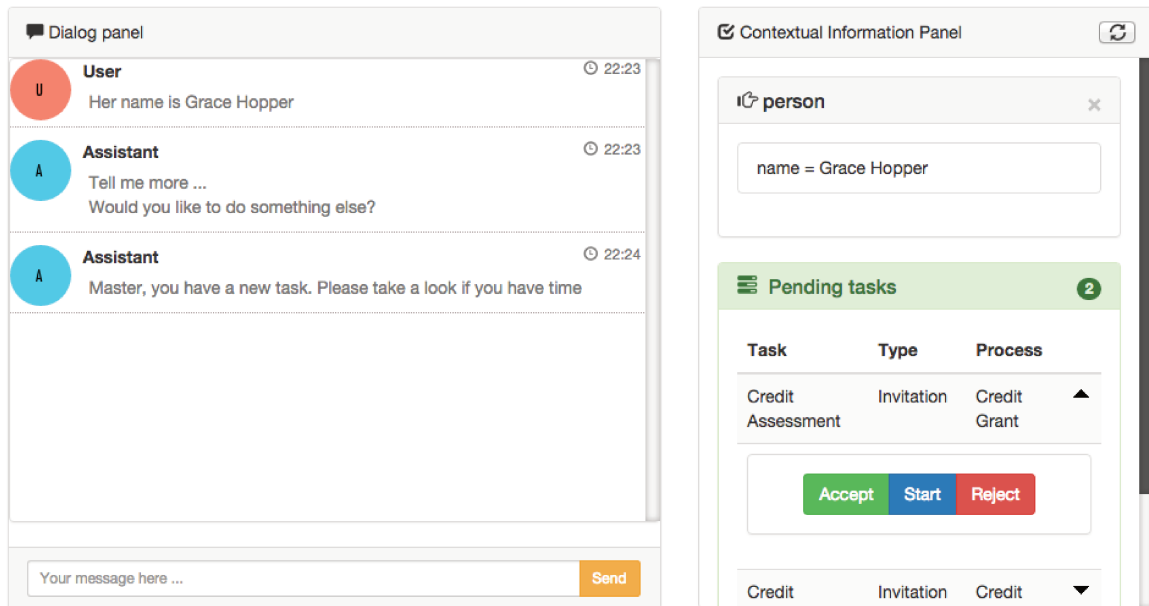 Dialog panel
U
User
22:23
Her name is Grace Hopper
A
Assistant
22:23
Tell me more ...
Would you like to do something else?
A
Assistant
22:24
Master, you have a new task. Please take a look if you have time
Your message here ...
Send
Contextual Information Panel
person
×
name = Grace Hopper
Pending tasks
2
Task Type Process
Credit Invitation Credit
Assessment Grant
Accept Start Reject
Credit Invitation Credit